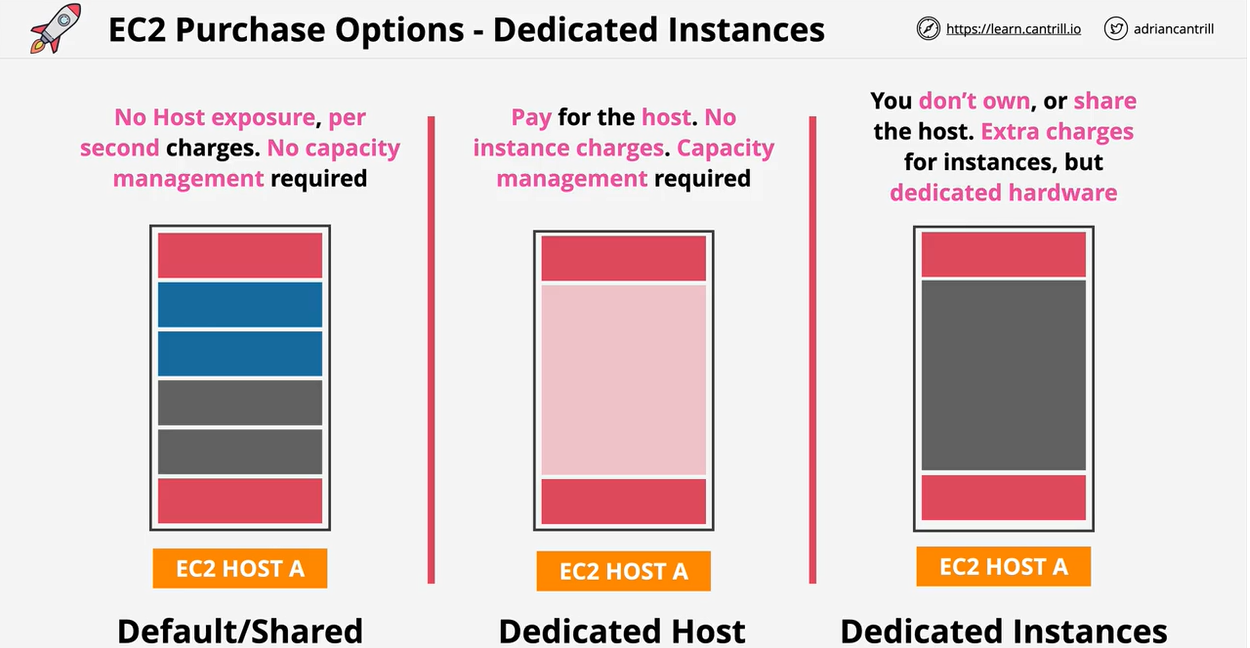 EC2 Purchase Options - Dedicated Instances
https://learn.cantrill.io
adriancantrill
No Host exposure, per
second charges. No capacity
management required
EC2 HOST A
Default/Shared
Pay for the host. No
instance charges. Capacity
management required
EC2 HOST A
Dedicated Host
You don't own, or share
the host. Extra charges
for instances, but
dedicated hardware
EC2 HOST A
Dedicated Instances